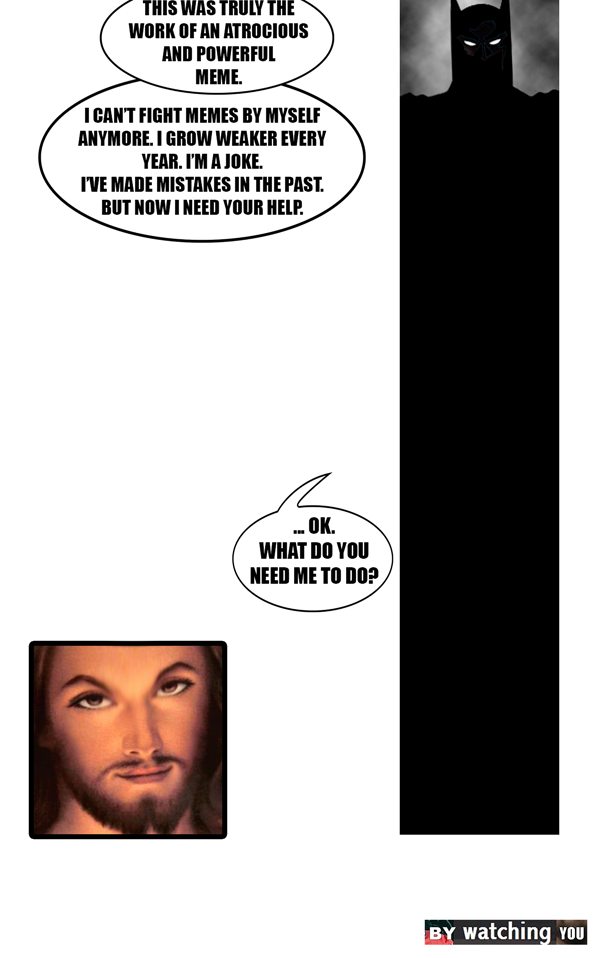 THIS WAS TRULY THE
WORK OF AN ATROCIOUS
AND POWERFUL
MEME.
I CAN'T FIGHT MEMES BY MYSELF
ANYMORE. I GROW WEAKER EVERY
YEAR. I'M A JOKE.
I'VE MADE MISTAKES IN THE PAST.
BUT NOW I NEED YOUR HELP.
... OK.
WHAT DO YOU
NEED ME TO DO?
BY watching YOU